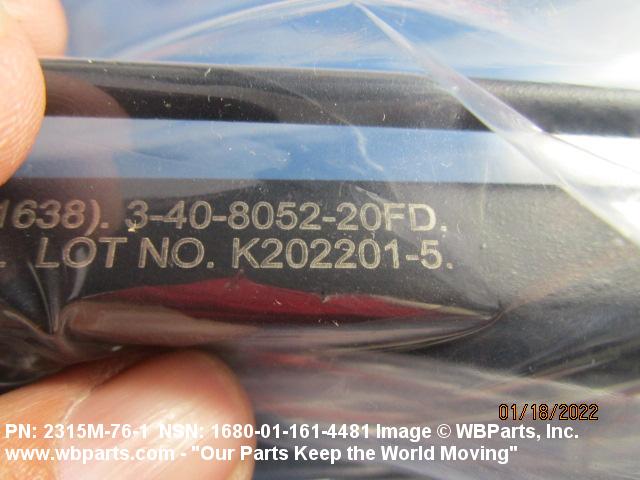 1638). 3-40-8052-20FD.
. LOT NO. K202201-5.
01/18/2022
PN: 2315M-76-1 NSN: 1680-01-161-4481 Image © WBParts, Inc.
www.wbparts.com - "Our Parts Keep the World Moving"